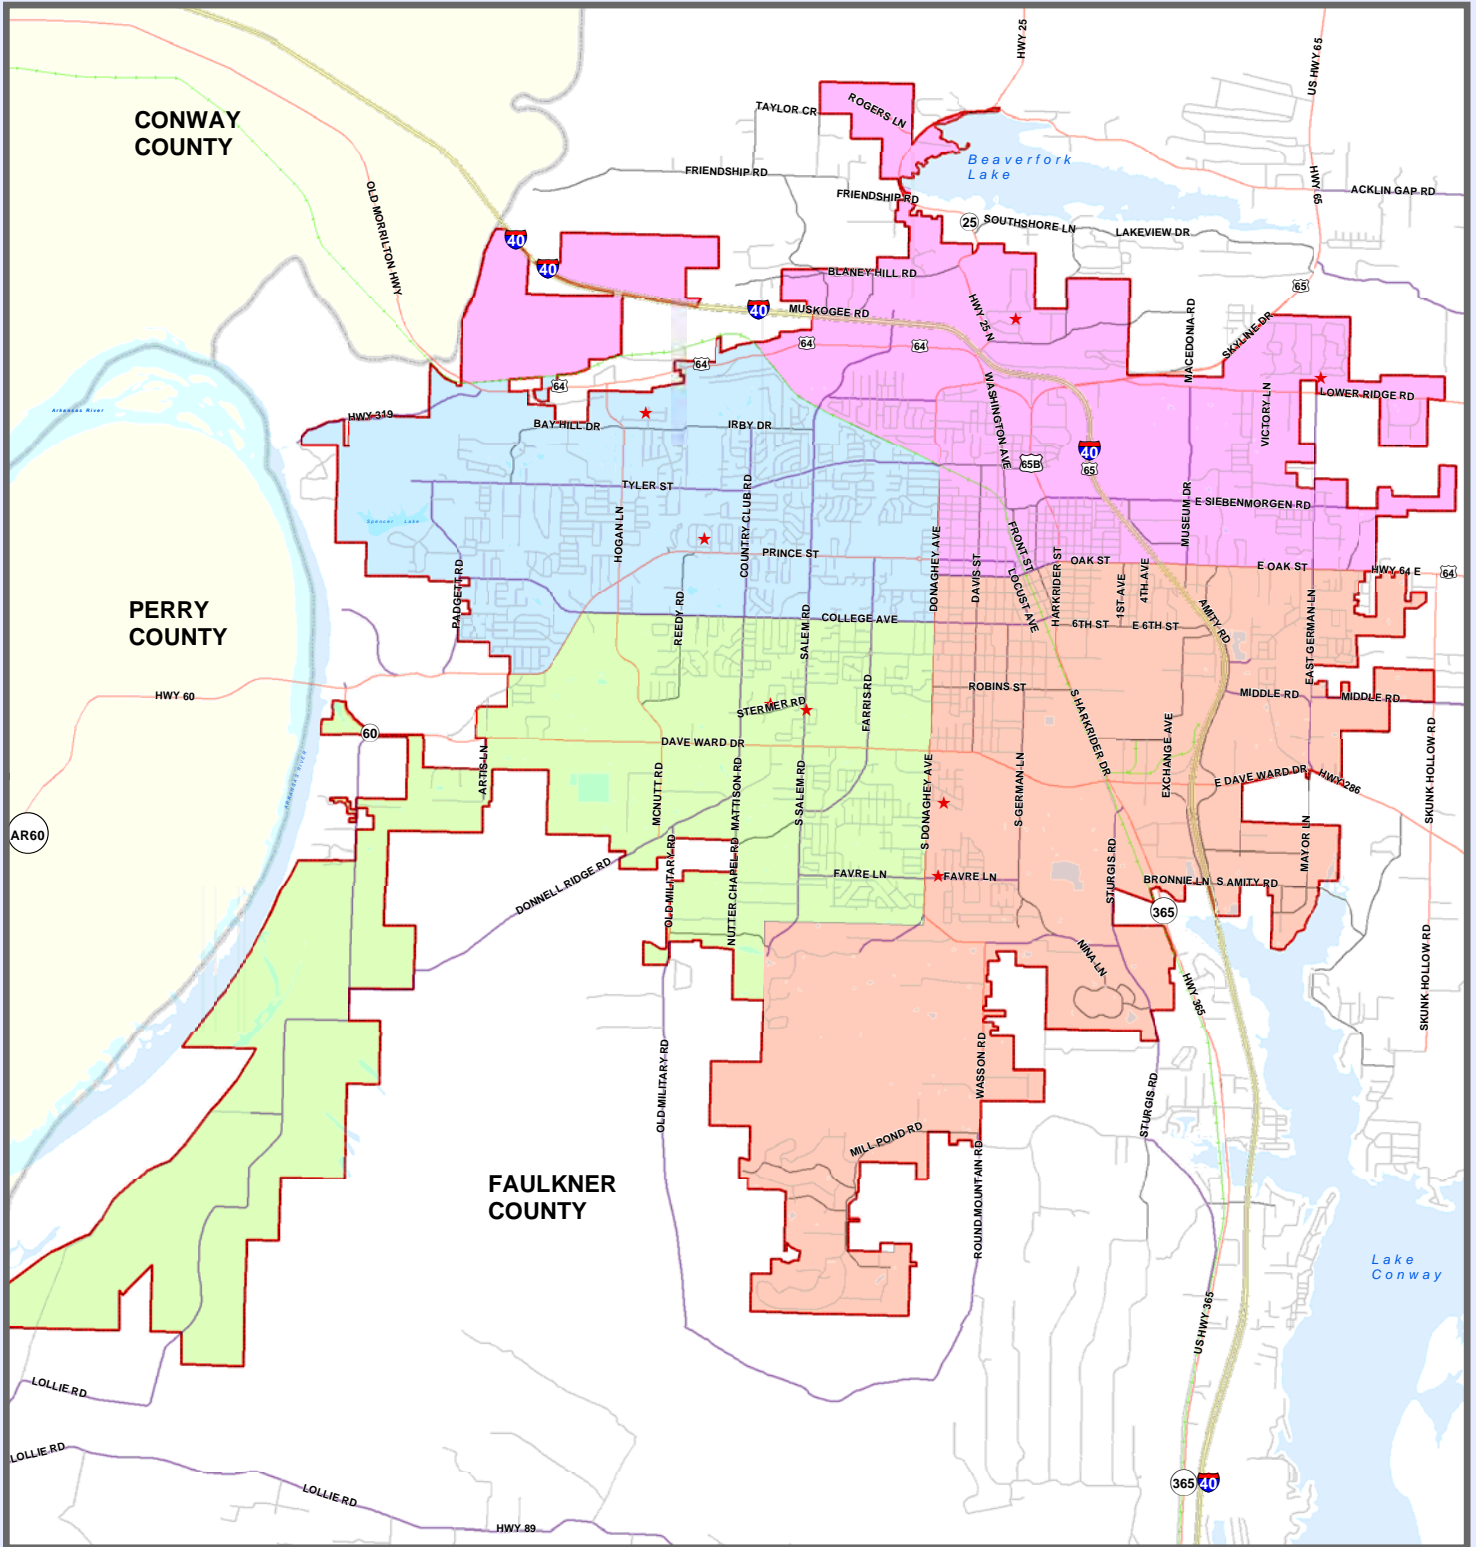 HWY 25
US HWY 65
CONWAY
COUNTY
TAYLOR CR
ROGERS LN
Beaverfork
Lake
FRIENDSHIP RD
HWY 65
ACKLIN GAP RD
OLD MORRILTON HWY
FRIENDSHIP RD
25
SOUTHSHORE LN
LAKEVIEW DR
40
40
BLANEY HILL RD
65
40
MUSKOGEE RD
HWY 25 N
MACEDONIA RD
SKYLINE DR
64
64
64
64
WASHINGTON AVE
LOWER RIDGE RD
VICTORY LN
Arkansas River
HWY 319
BAY HILL DR
IRBY DR
40
65B
65
TYLER ST
COUNTRY CLUB RD
E SIEBENMORGEN RD
MUSEUM DR
Spencer Lake
HOGAN LN
PRINCE ST
DONAGHEY AVE
FRONT ST
OAK ST
E OAK ST
HWY 64 E
64
PADGETT RD
DAVIS ST
LOCUST AVE
HARKRIDER ST
1ST AVE
4TH AVE
PERRY
COUNTY
REEDY RD
SALEM RD
COLLEGE AVE
6TH ST
E 6TH ST
AMITY RD
EAST GERMAN LN
HWY 60
STERMER RD
FARRIS RD
ROBINS ST
S HARKRIDER DR
MIDDLE RD
MIDDLE RD
60
ARTIS LN
DAVE WARD DR
EXCHANGE AVE
SKUNK HOLLOW RD
ARKANSAS RIVER
MCNUTT RD
MATTISON RD
S SALEM RD
S DONAGHEY AVE
S GERMAN LN
E DAVE WARD DR
HWY 286
AR60
OLD MILITARY RD
NUTTER CHAPEL RD
STURGIS RD
MAYOR LN
DONNELL RIDGE RD
FAVRE LN
FAVRE LN
BRONNIE LN
S AMITY RD
365
NINA LN
HWY 365
SKUNK HOLLOW RD
OLD MILITARY RD
WASSON RD
STURGIS RD
MILL POND RD
FAULKNER
COUNTY
ROUND MOUNTAIN RD
Lake
Conway
US HWY 365
LOLLIE RD
LOLLIE RD
LOLLIE RD
365
40
HWY 89